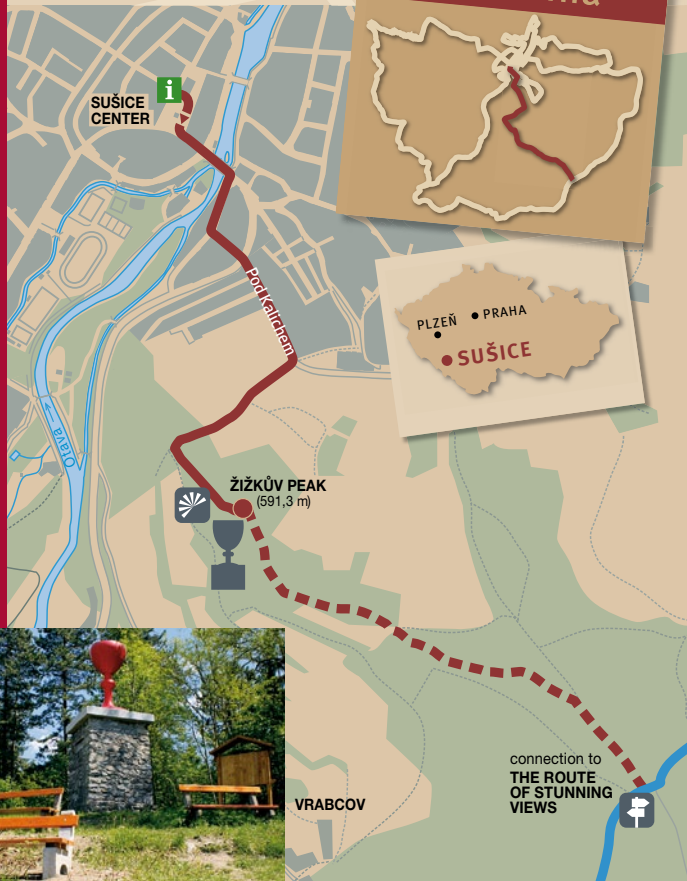 i
SUŠICE
CENTER
PLZEŇ
PRAHA
SUŠICE
Pod Kalichem
Otava
ŽIŽKŮV PEAK
(591,3 m)
connection to
THE ROUTE
OF STUNNING
VIEWS
VRABCOV